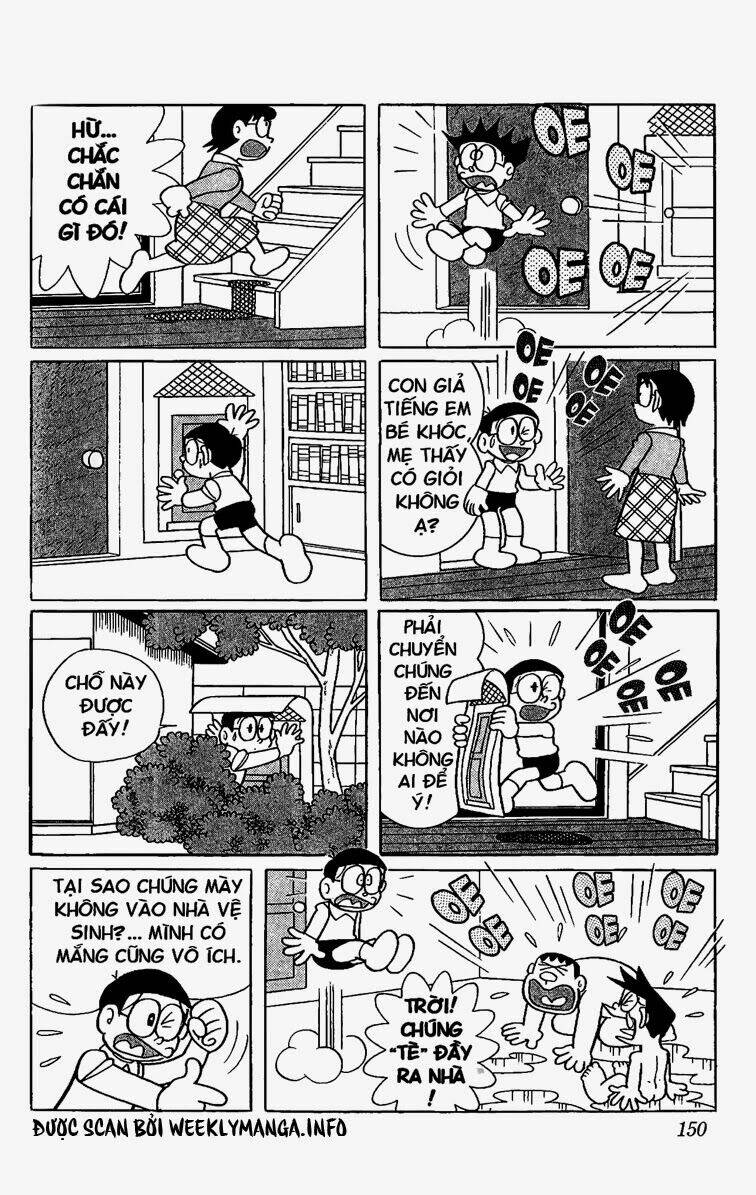 OE
OE
OE
OE
HỪ...
CHẮC
CHẮN
CÓ CÁI
GÌ ĐÓ!
OE
OE
OE
OE
CON GIẢ
TIẾNG EM
BÉ KHÓC,
MẸ THẤY
CÓ GIỎI
KHÔNG
Ạ?
OE
OE
OE
OE
PHẢI
CHUYỂN
CHÚNG
ĐẾN
NƠI
NÀO
KHÔNG
AI ĐỂ
Ý!
CHỐ NÀY
ĐƯỢC
ĐẤY!
OE
OE
OE
OE
OE
OE
TRỜI!
CHÚNG
"TÈ" ĐẦY
RA NHÀ
!
TẠI SAO CHÚNG MÀY
KHÔNG VÀO NHÀ VỆ
SINH?... MÌNH CÓ
MẮNG CŨNG VÔ ÍCH.
ĐƯỢC SCAN BỞI WEEKLYMANGA.INFO
150